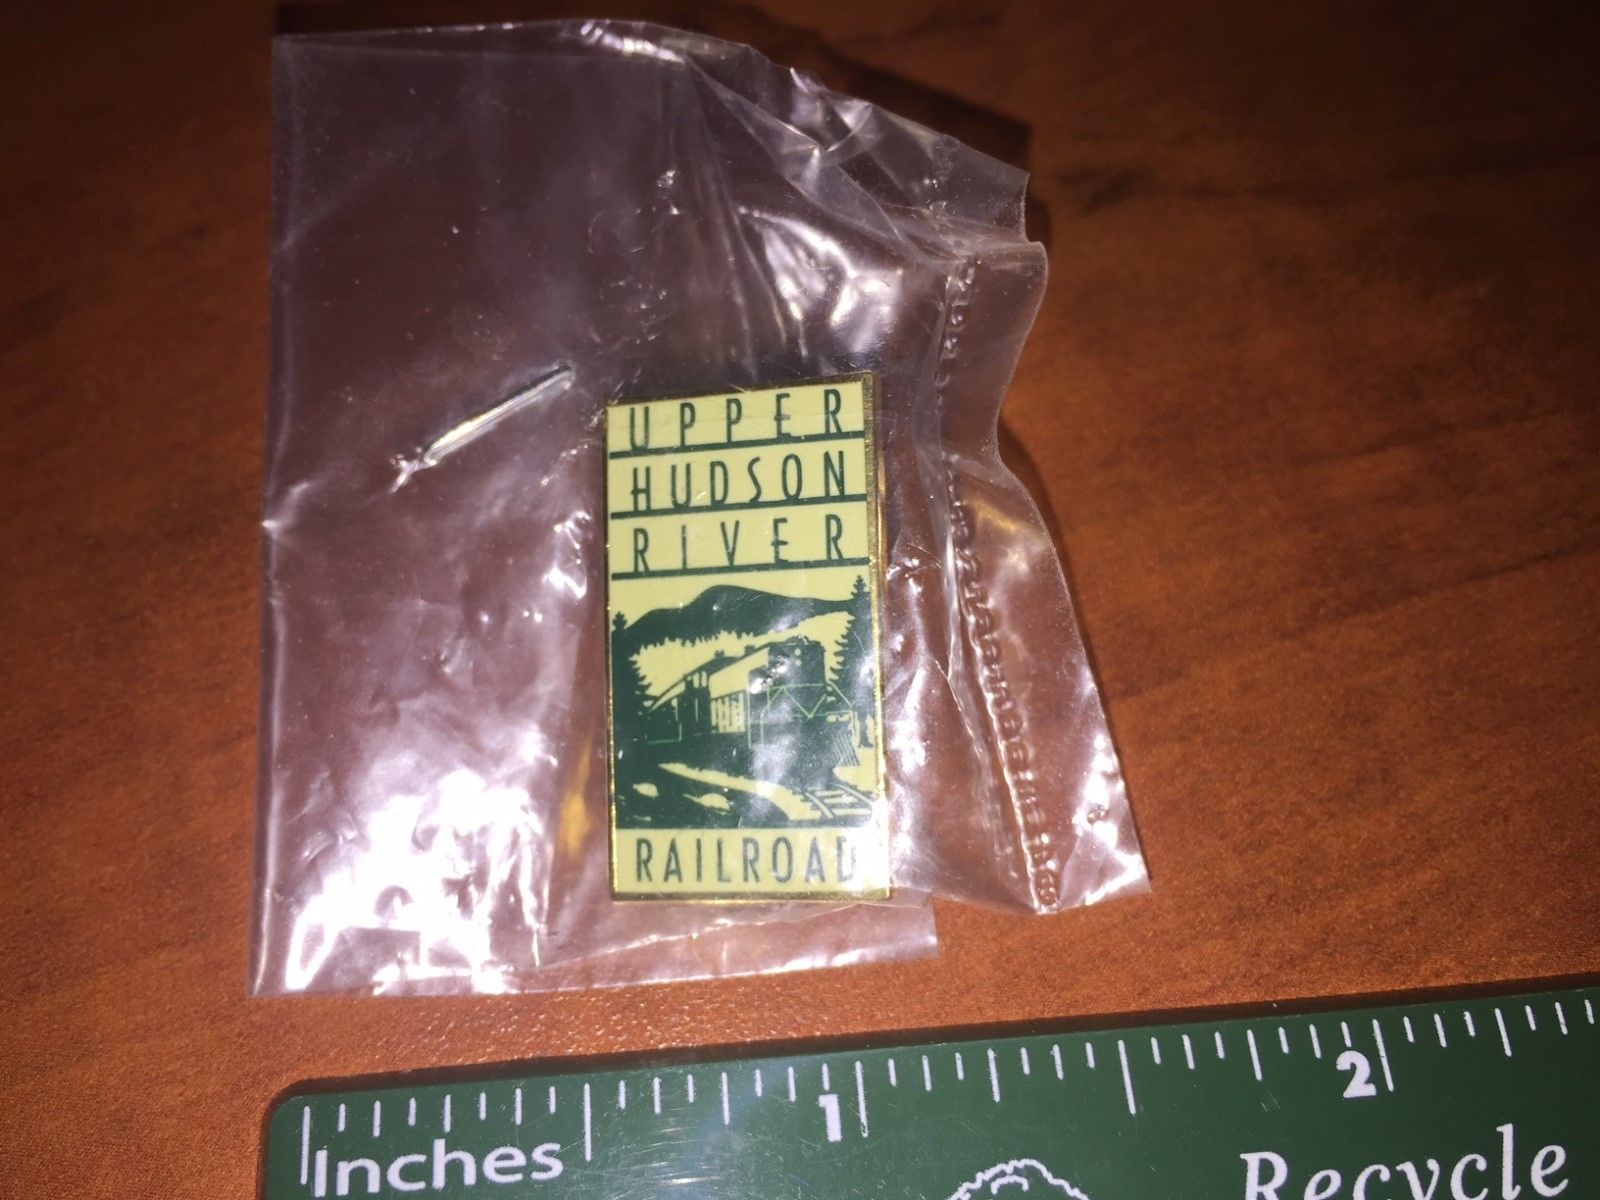 UPPER
HUDSON
RIVER
RAILROAD
1
2
Inches
Recycle